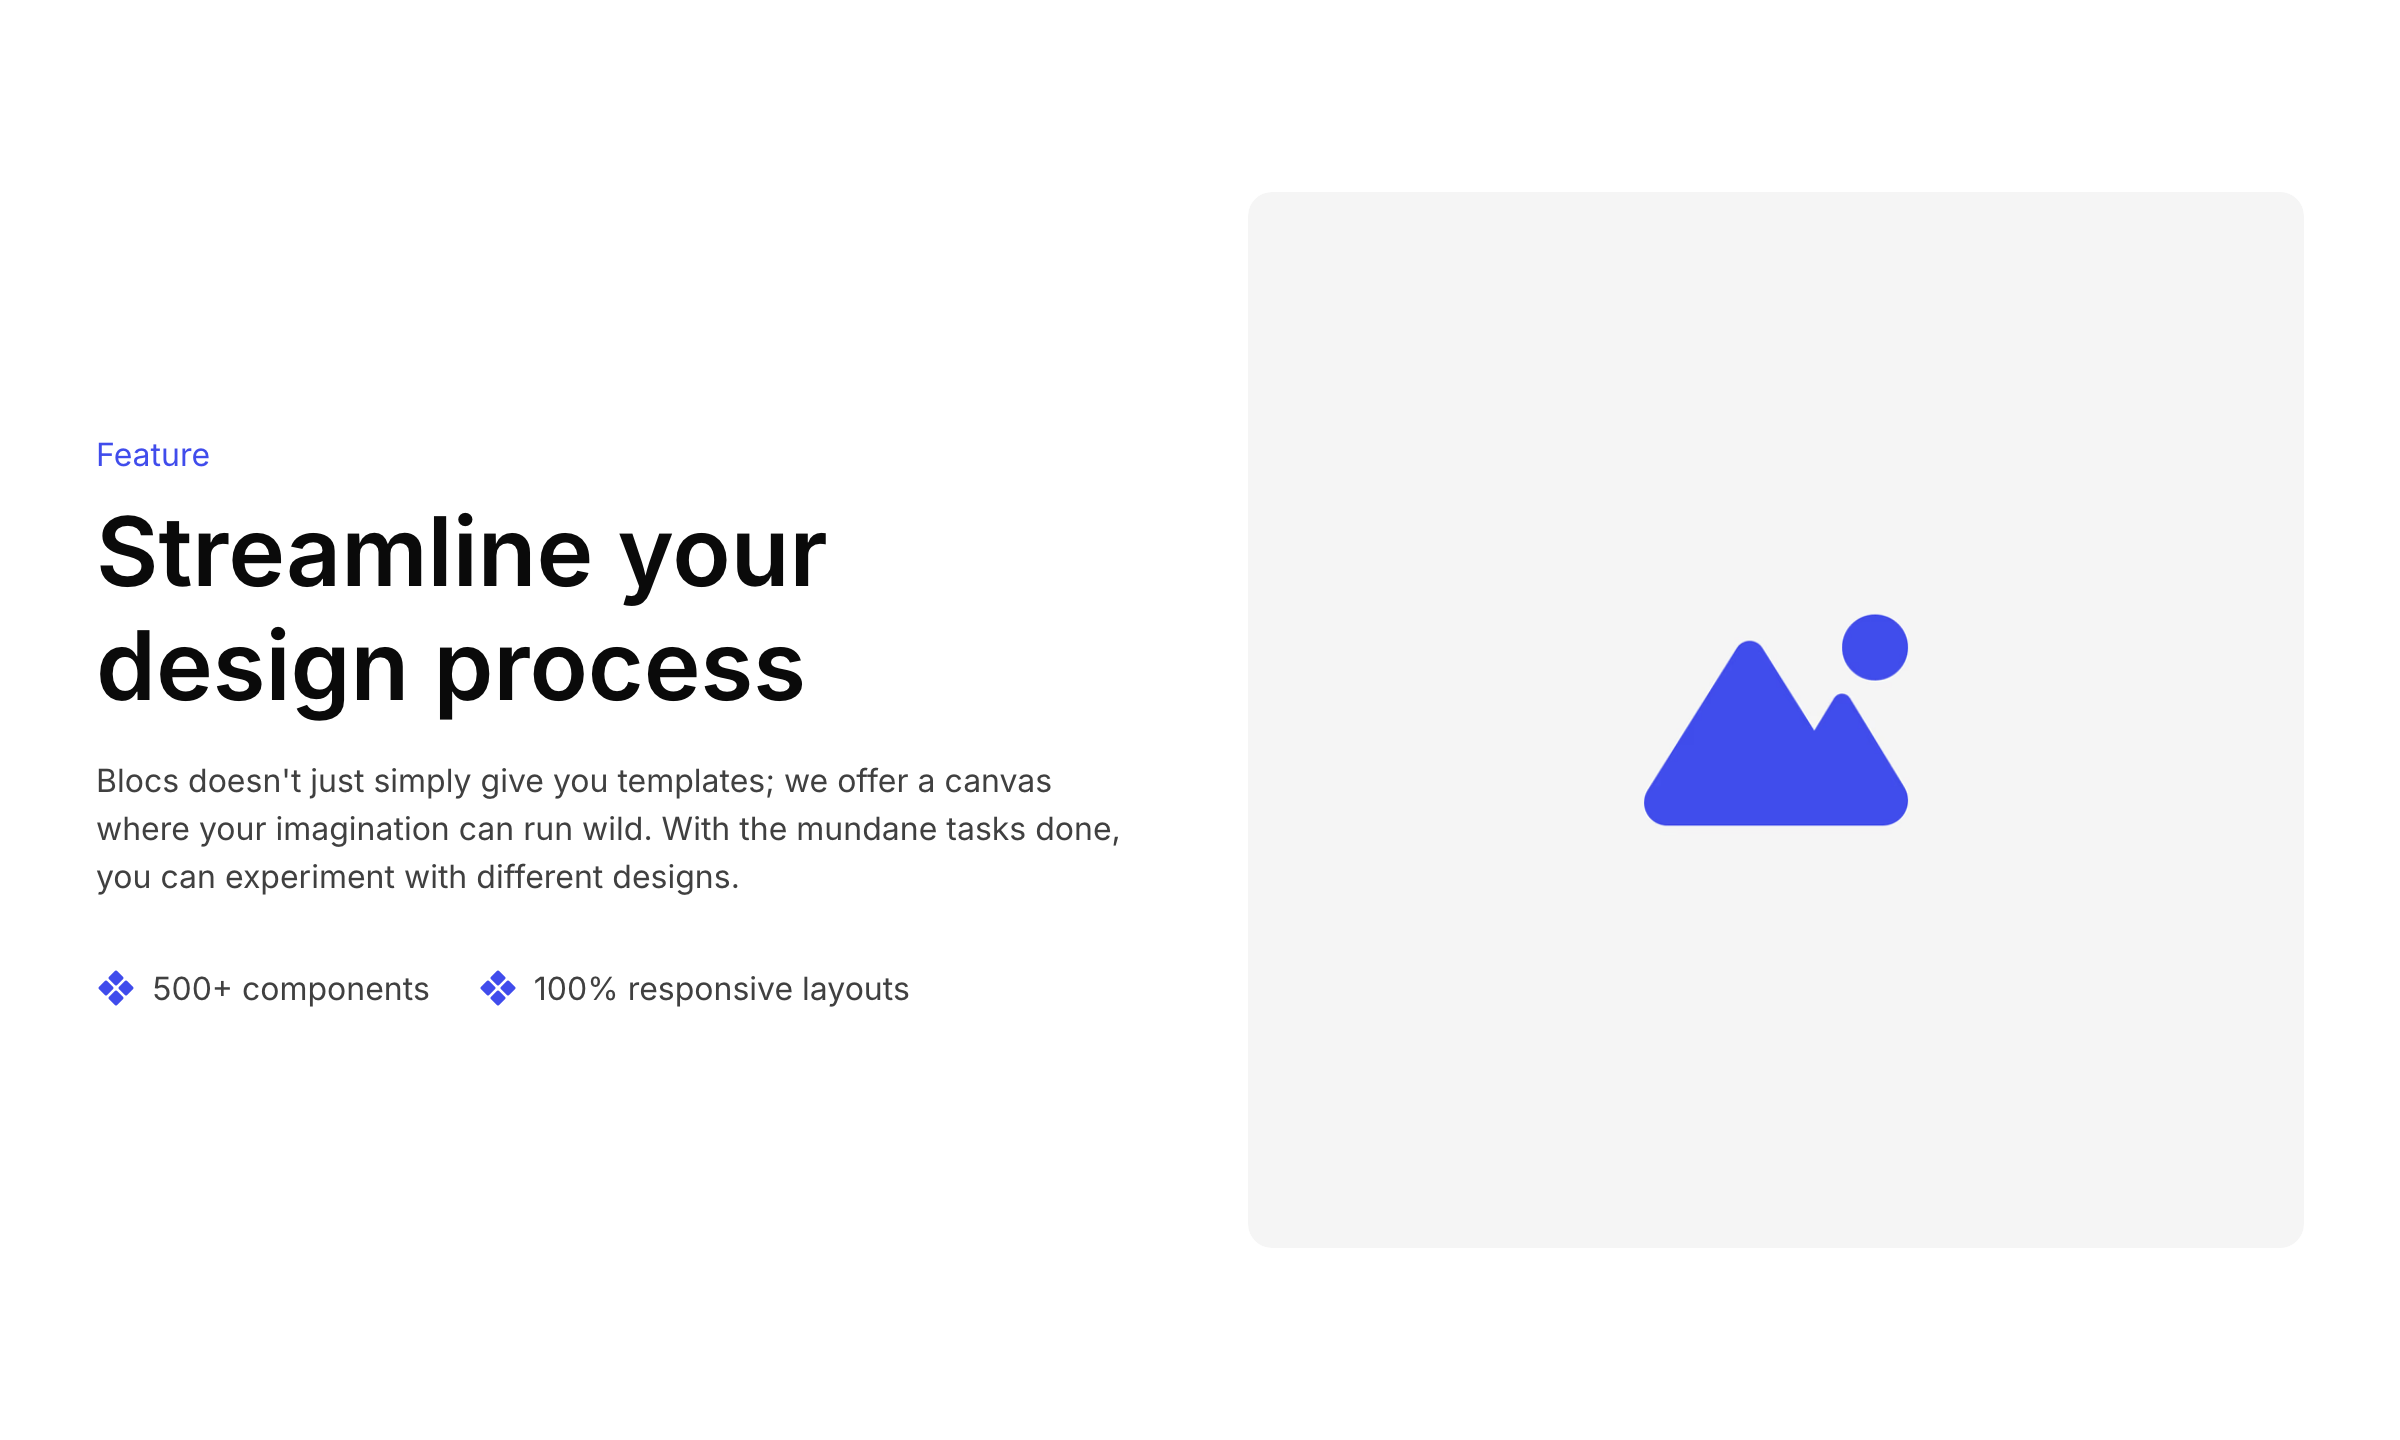 Feature
Streamline your
design process
Blocs doesn't just simply give you templates; we offer a canvas
where your imagination can run wild. With the mundane tasks done,
you can experiment with different designs.
500+ components
100% responsive layouts